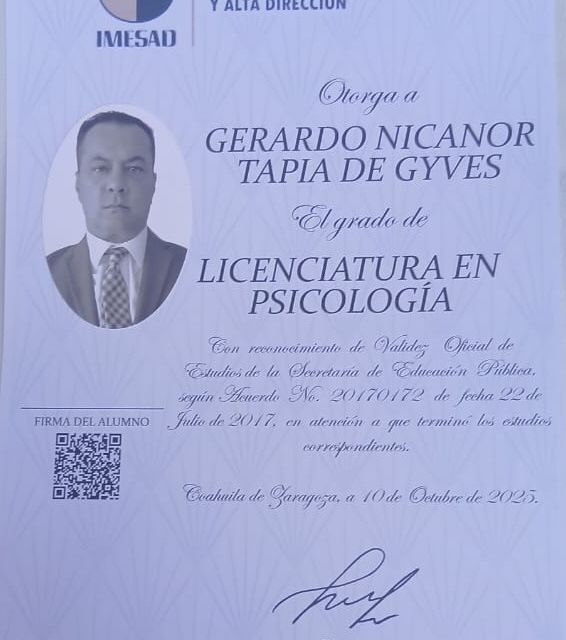 Y ALTA DIRECCIÓN
IMESAD
Otorga a
GERARDO NICANOR
TAPIA DE GYVES
El grado de
LICENCIATURA EN
PSICOLOGÍA
Con reconocimiento de Validez Oficial de
Estudios de la Secretaría de Educación Pública,
según Acuerdo No. 20170172 de fecha 22 de
Julio de 2017, en atención a que terminó los estudios
correspondientes.
FIRMA DEL ALUMNO
Coahuila de Zaragoza, a 10 de Octubre de 2025.